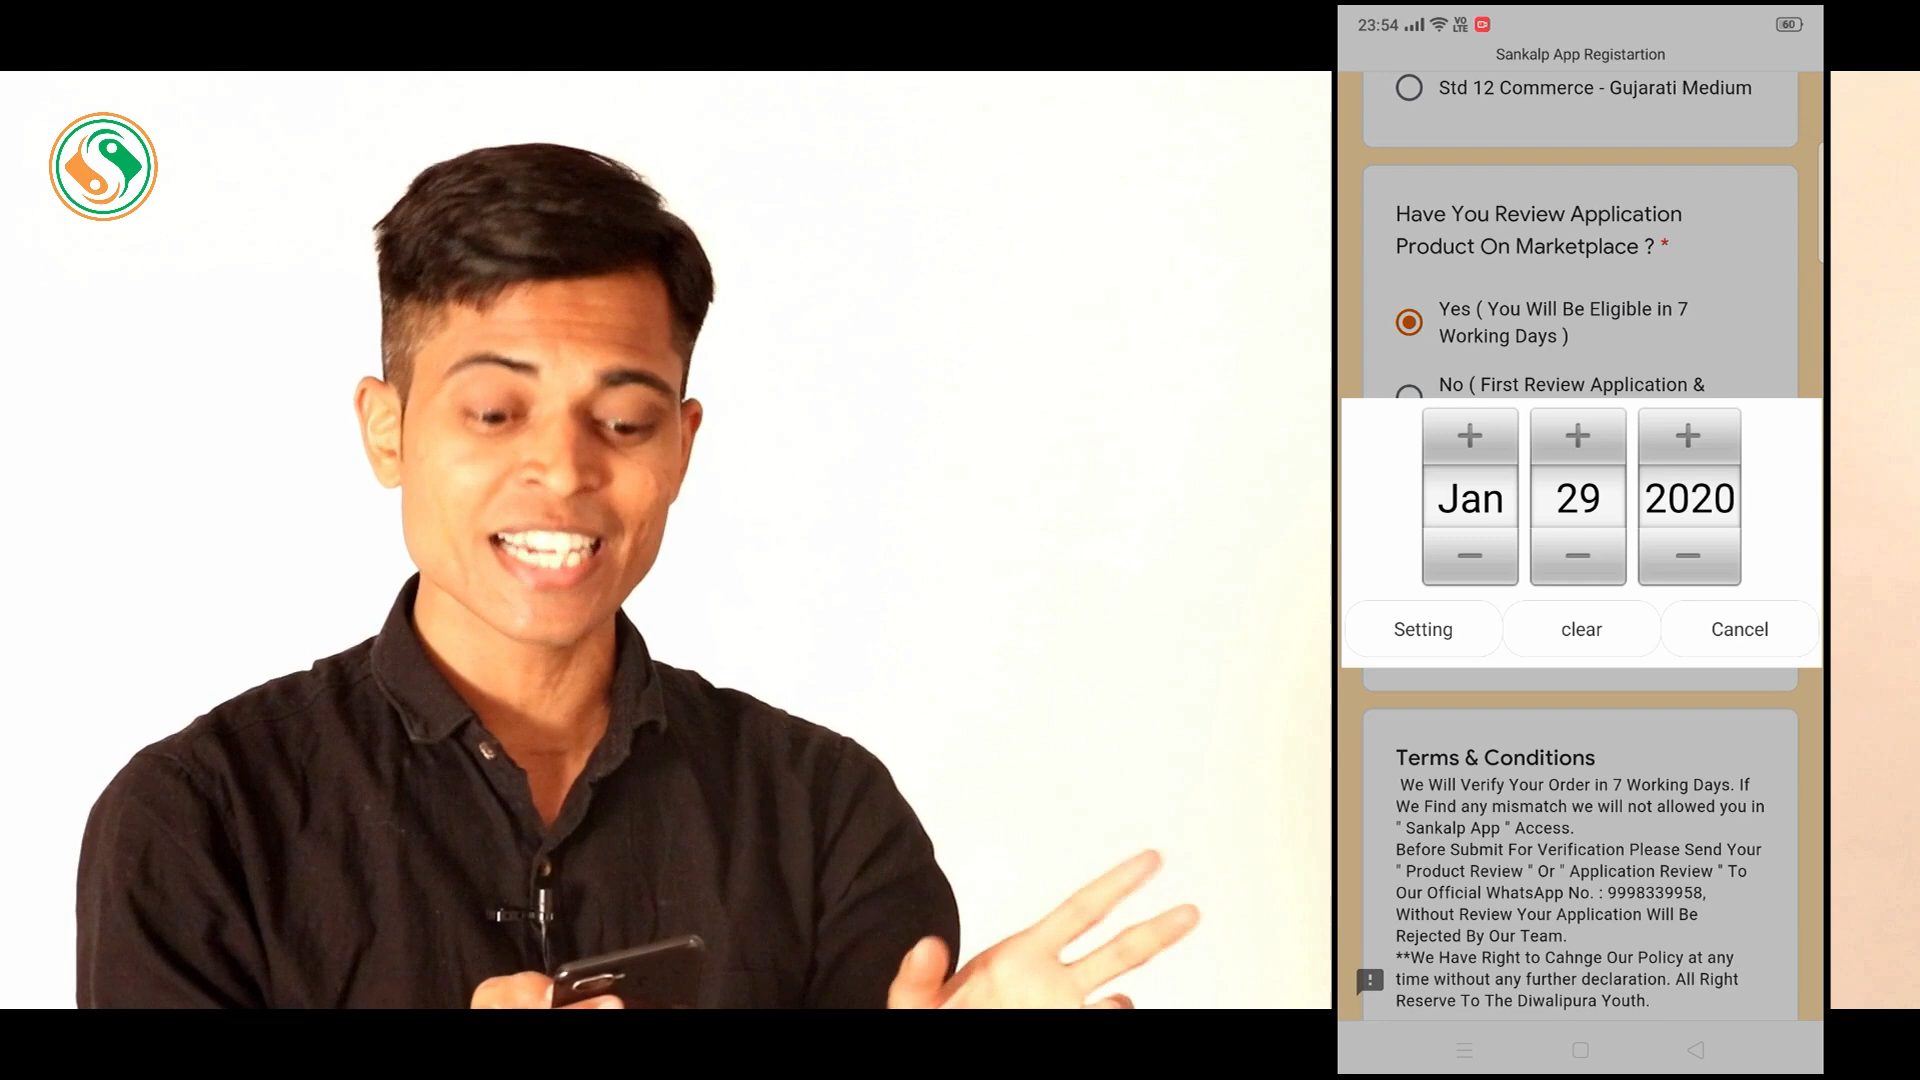 23:54
VO
LTE
60
Sankalp App Registartion
Std 12 Commerce - Gujarati Medium
Have You Review Application
Product On Marketplace ? *
Yes ( You Will Be Eligible in 7
Working Days )
No ( First Review Application &
Jan 29 2020
Setting clear Cancel
Terms & Conditions
We Will Verify Your Order in 7 Working Days. If
We Find any mismatch we will not allowed you in
" Sankalp App " Access.
Before Submit For Verification Please Send Your
" Product Review " Or " Application Review " To
Our Official WhatsApp No. : 9998339958,
Without Review Your Application Will Be
Rejected By Our Team.
**We Have Right to Cahnge Our Policy at any
time without any further declaration. All Right
Reserve To The Diwalipura Youth.